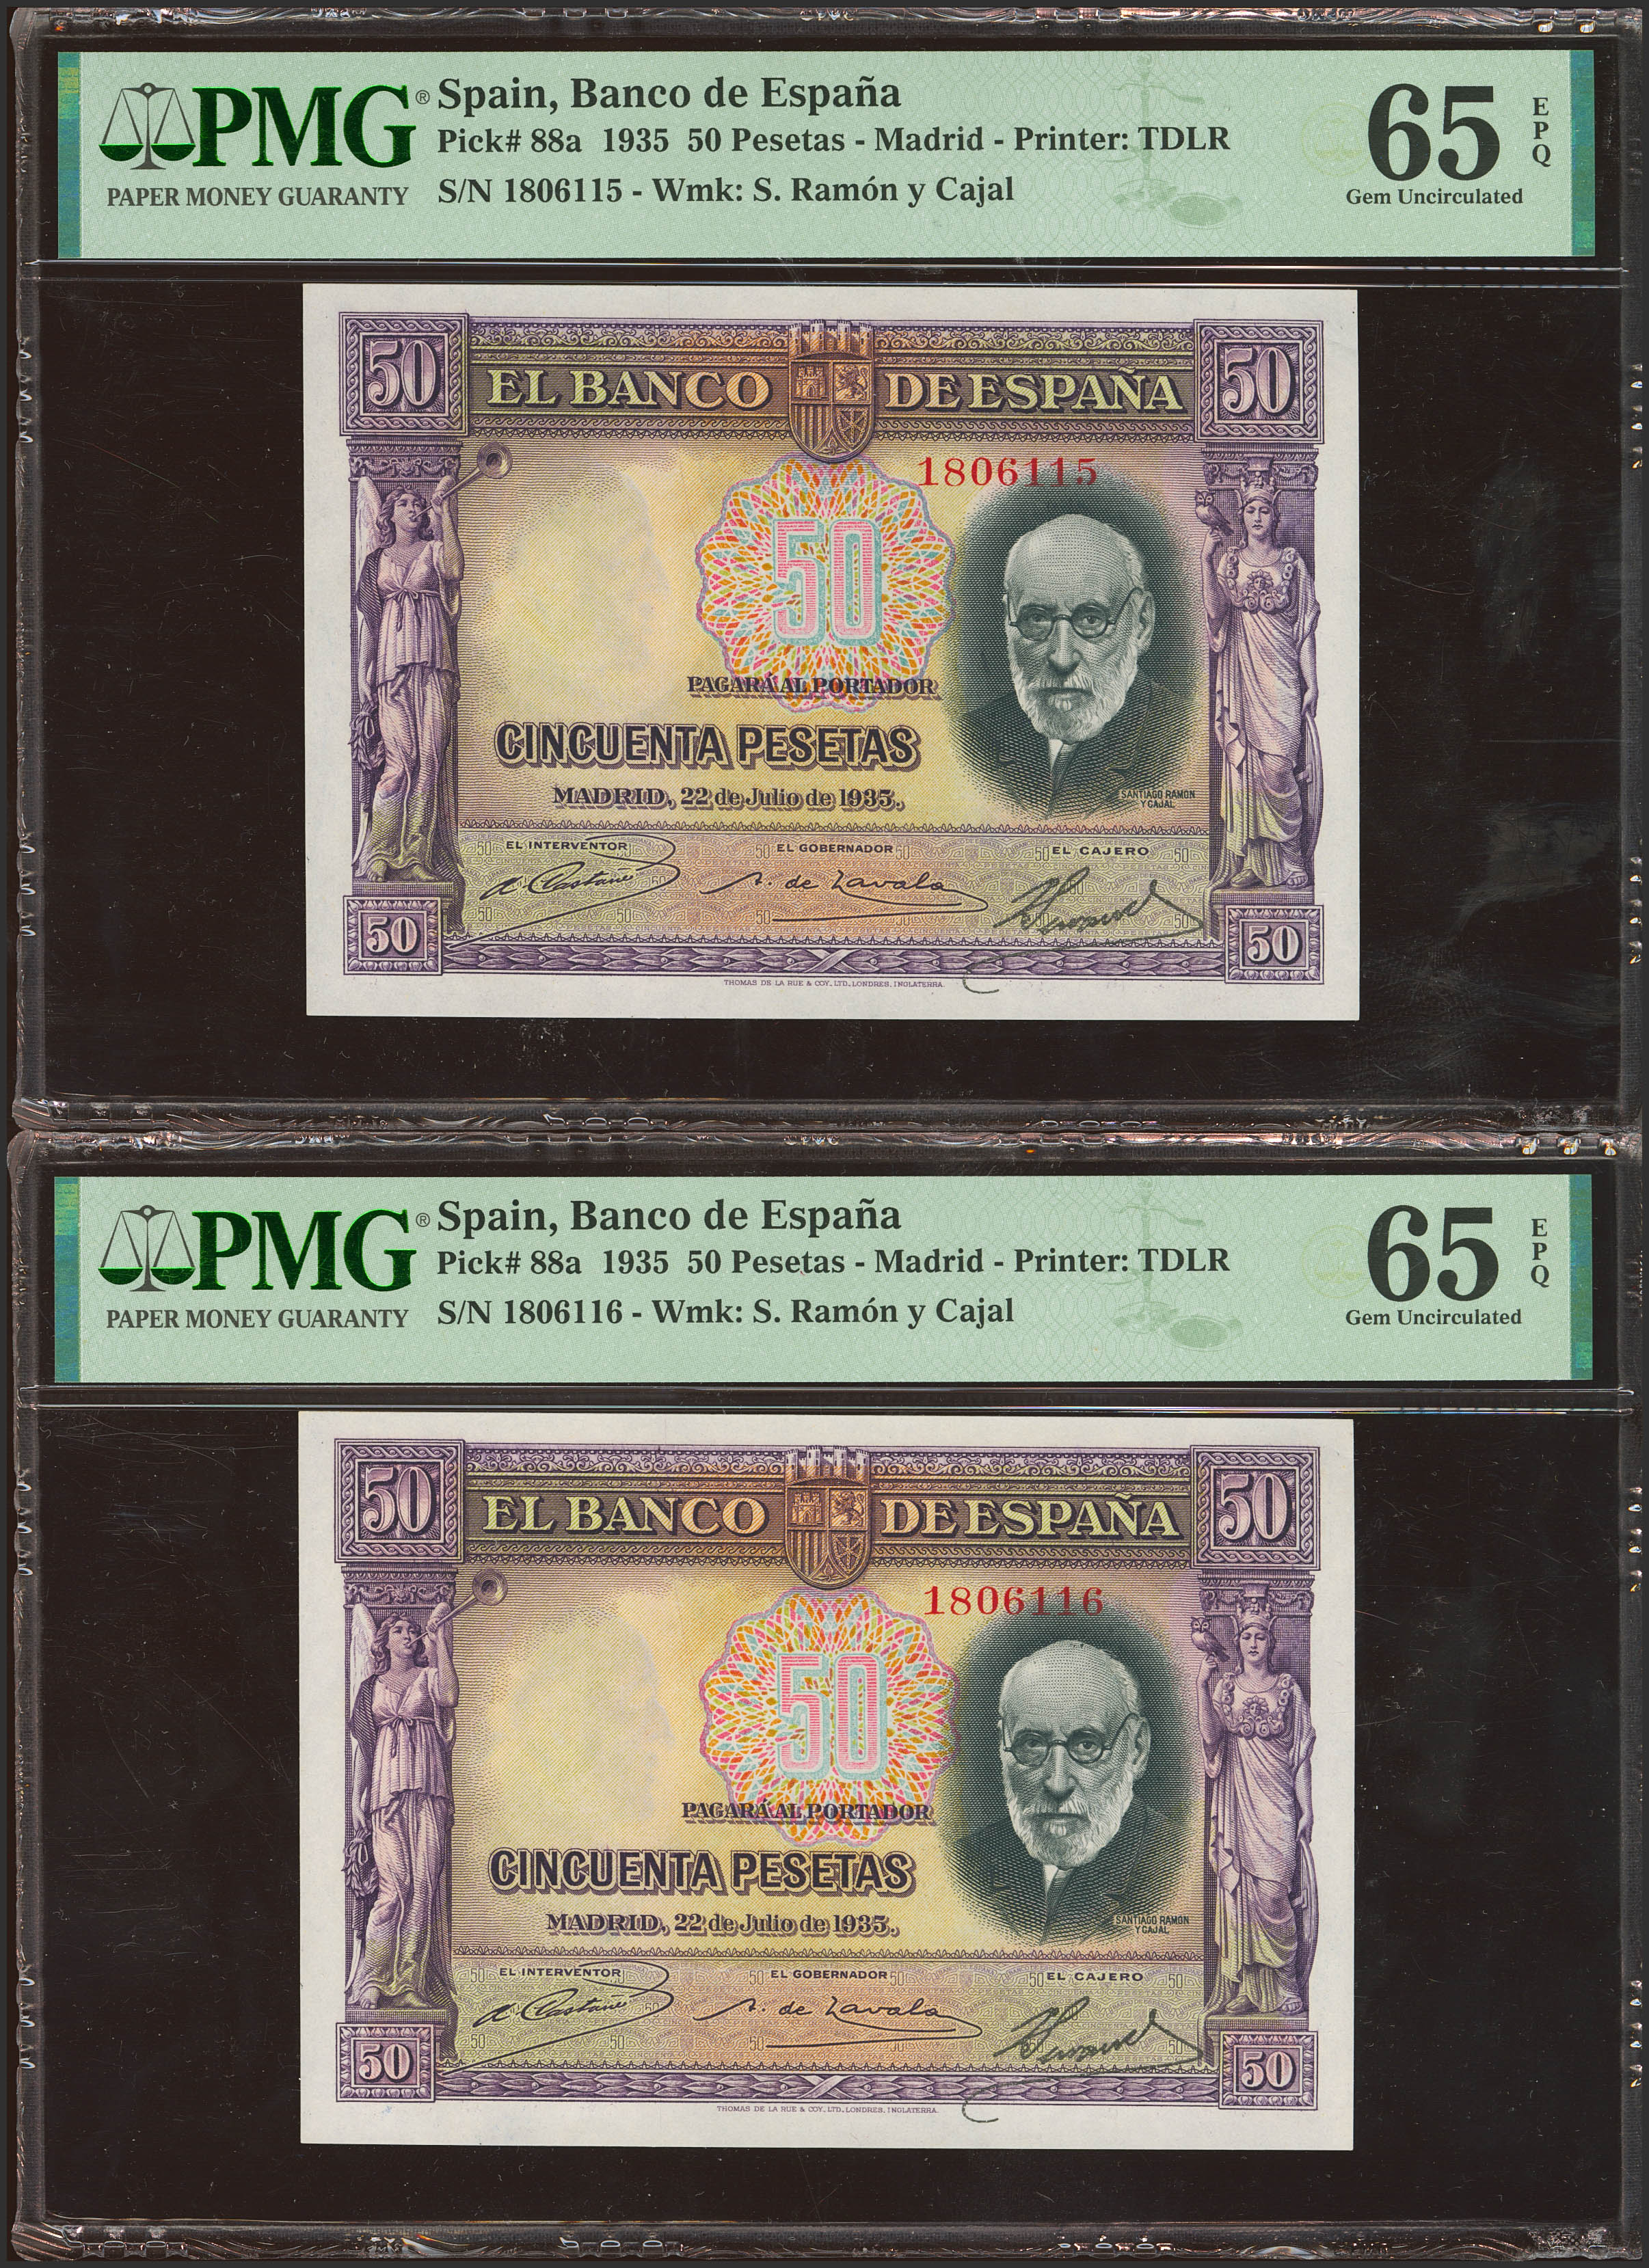 PMG®
PAPER MONEY GUARANTY
Spain, Banco de España
Pick# 88a 1935 50 Pesetas - Madrid - Printer: TDLR
S/N 1806115 - Wmk: S. Ramón y Cajal
65
EPQ
Gem Uncirculated
50
EL BANCO DE ESPAÑA
50
1806115
50
PAGARÁ AL PORTADOR
CINCUENTA PESETAS
MADRID, 22 de Julio de 1935.
SANTIAGO RAMON
Y CAJAL
EL INTERVENTOR
EL GOBERNADOR
EL CAJERO
A. de Zavala
50
50
THOMAS DE LA RUE & COY. LTD. LONDRES, INGLATERRA.
PMG®
PAPER MONEY GUARANTY
Spain, Banco de España
Pick# 88a 1935 50 Pesetas - Madrid - Printer: TDLR
S/N 1806116 - Wmk: S. Ramón y Cajal
65
EPQ
Gem Uncirculated
50
EL BANCO DE ESPAÑA
50
1806116
50
PAGARÁ AL PORTADOR
CINCUENTA PESETAS
MADRID, 22 de Julio de 1935.
SANTIAGO RAMON
Y CAJAL
EL INTERVENTOR
EL GOBERNADOR
EL CAJERO
A. de Zavala
50
50
THOMAS DE LA RUE & COY. LTD. LONDRES, INGLATERRA.